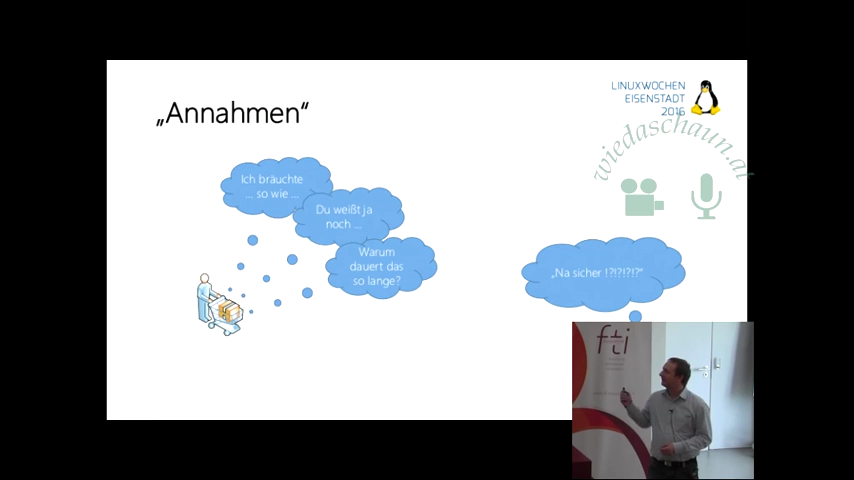 „Annahmen“
LINUXWOCHEN
EISENSTADT
2016
wiedaschaun.at
Ich bräuchte
... so wie ...
Du weißt ja
noch ...
Warum
dauert das
so lange?
„Na sicher !?!?!?!?“
fti